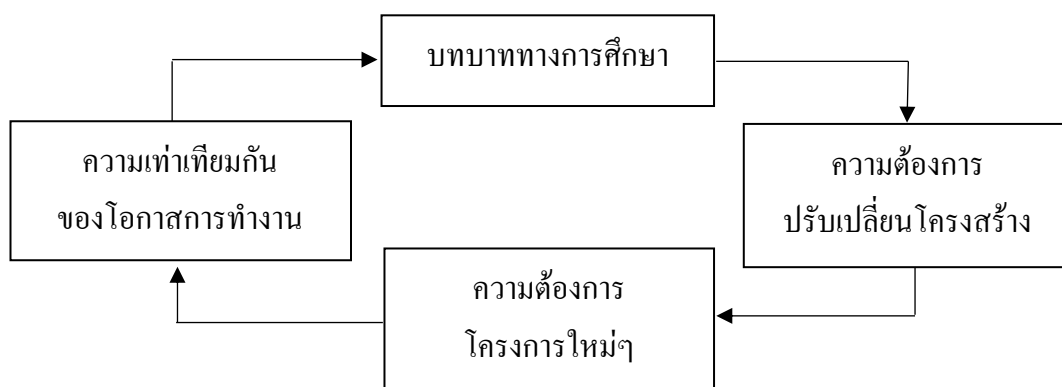 บทบาททางการศึกษา
ความเท่าเทียมกัน
ของโอกาสการทำงาน
ความต้องการ
ปรับเปลี่ยนโครงสร้าง
ความต้องการ
โครงการใหม่ๆ